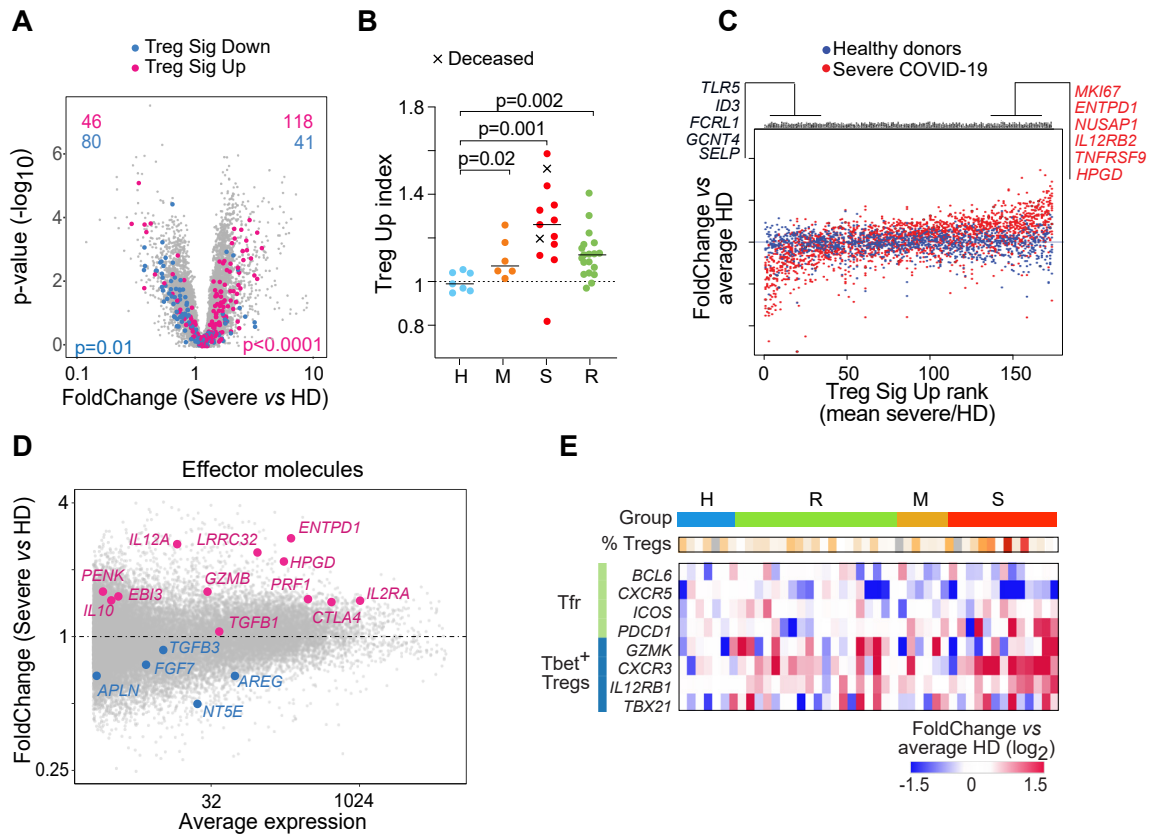 A
Treg Sig Down
Treg Sig Up
46
80
118
41
p=0.01
p<0.0001
6
4
2
0
0.1
1
10
p-value (-log10)
FoldChange (Severe vs HD)
B
× Deceased
p=0.002
p=0.001
p=0.02
1.8
1.4
1
0.8
Treg Up index
H M S R
C
Healthy donors
Severe COVID-19
TLR5
ID3
FCRL1
GCNT4
SELP
MKI67
ENTPD1
NUSAP1
IL12RB2
TNFRSF9
HPGD
FoldChange vs
average HD
0 50 100 150
Treg Sig Up rank
(mean severe/HD)
D
Effector molecules
4
1
0.25
FoldChange (Severe vs HD)
ENTPD1
IL12A
LRRC32
HPGD
PENK
GZMB
PRF1
EBI3
IL10
IL2RA
CTLA4
TGFB1
TGFB3
FGF7
APLN
AREG
NT5E
32 1024
Average expression
E
H R M S
Group
% Tregs
Tfr
BCL6
CXCR5
ICOS
PDCD1
Tbet+
Tregs
GZMK
CXCR3
IL12RB1
TBX21
FoldChange vs
average HD (log2)
-1.5 0 1.5